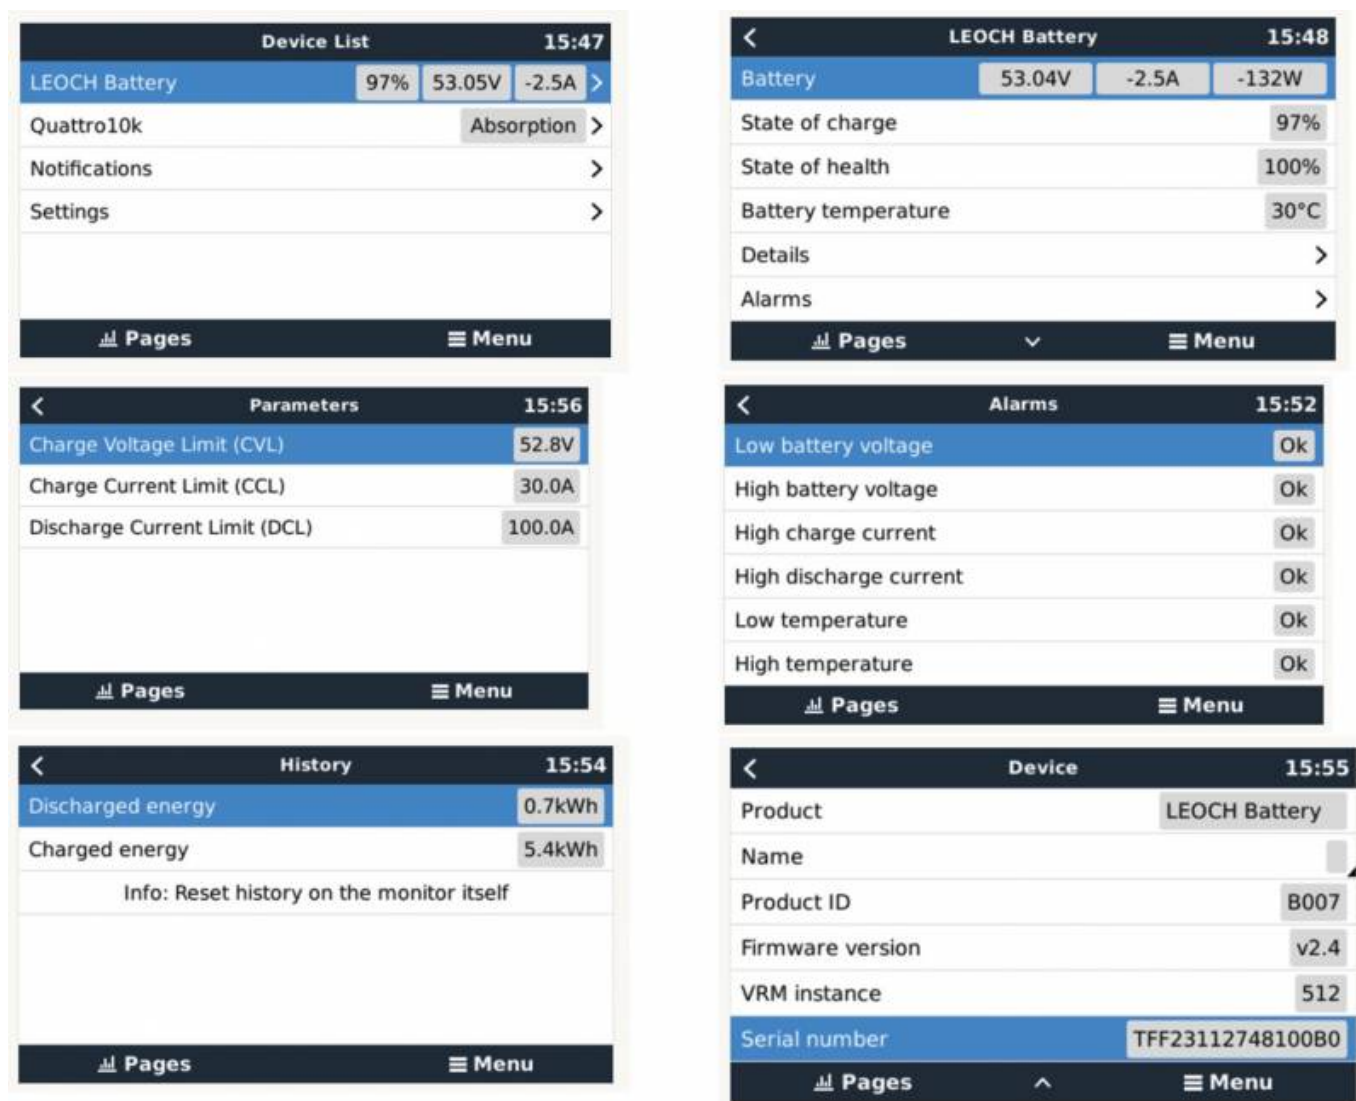 Device List 15:47
LEOCH Battery 97% 53.05V -2.5A
Quattro10k Absorption
Notifications
Settings
Pages Menu
LEOCH Battery 15:48
Battery 53.04V -2.5A -132W
State of charge 97%
State of health 100%
Battery temperature 30°C
Details
Alarms
Pages Menu
Parameters 15:56
Charge Voltage Limit (CVL) 52.8V
Charge Current Limit (CCL) 30.0A
Discharge Current Limit (DCL) 100.0A
Pages Menu
Alarms 15:52
Low battery voltage Ok
High battery voltage Ok
High charge current Ok
High discharge current Ok
Low temperature Ok
High temperature Ok
Pages Menu
History 15:54
Discharged energy 0.7kWh
Charged energy 5.4kWh
Info: Reset history on the monitor itself
Pages Menu
Device 15:55
Product LEOCH Battery
Name
Product ID B007
Firmware version v2.4
VRM instance 512
Serial number TFF23112748100B0
Pages Menu